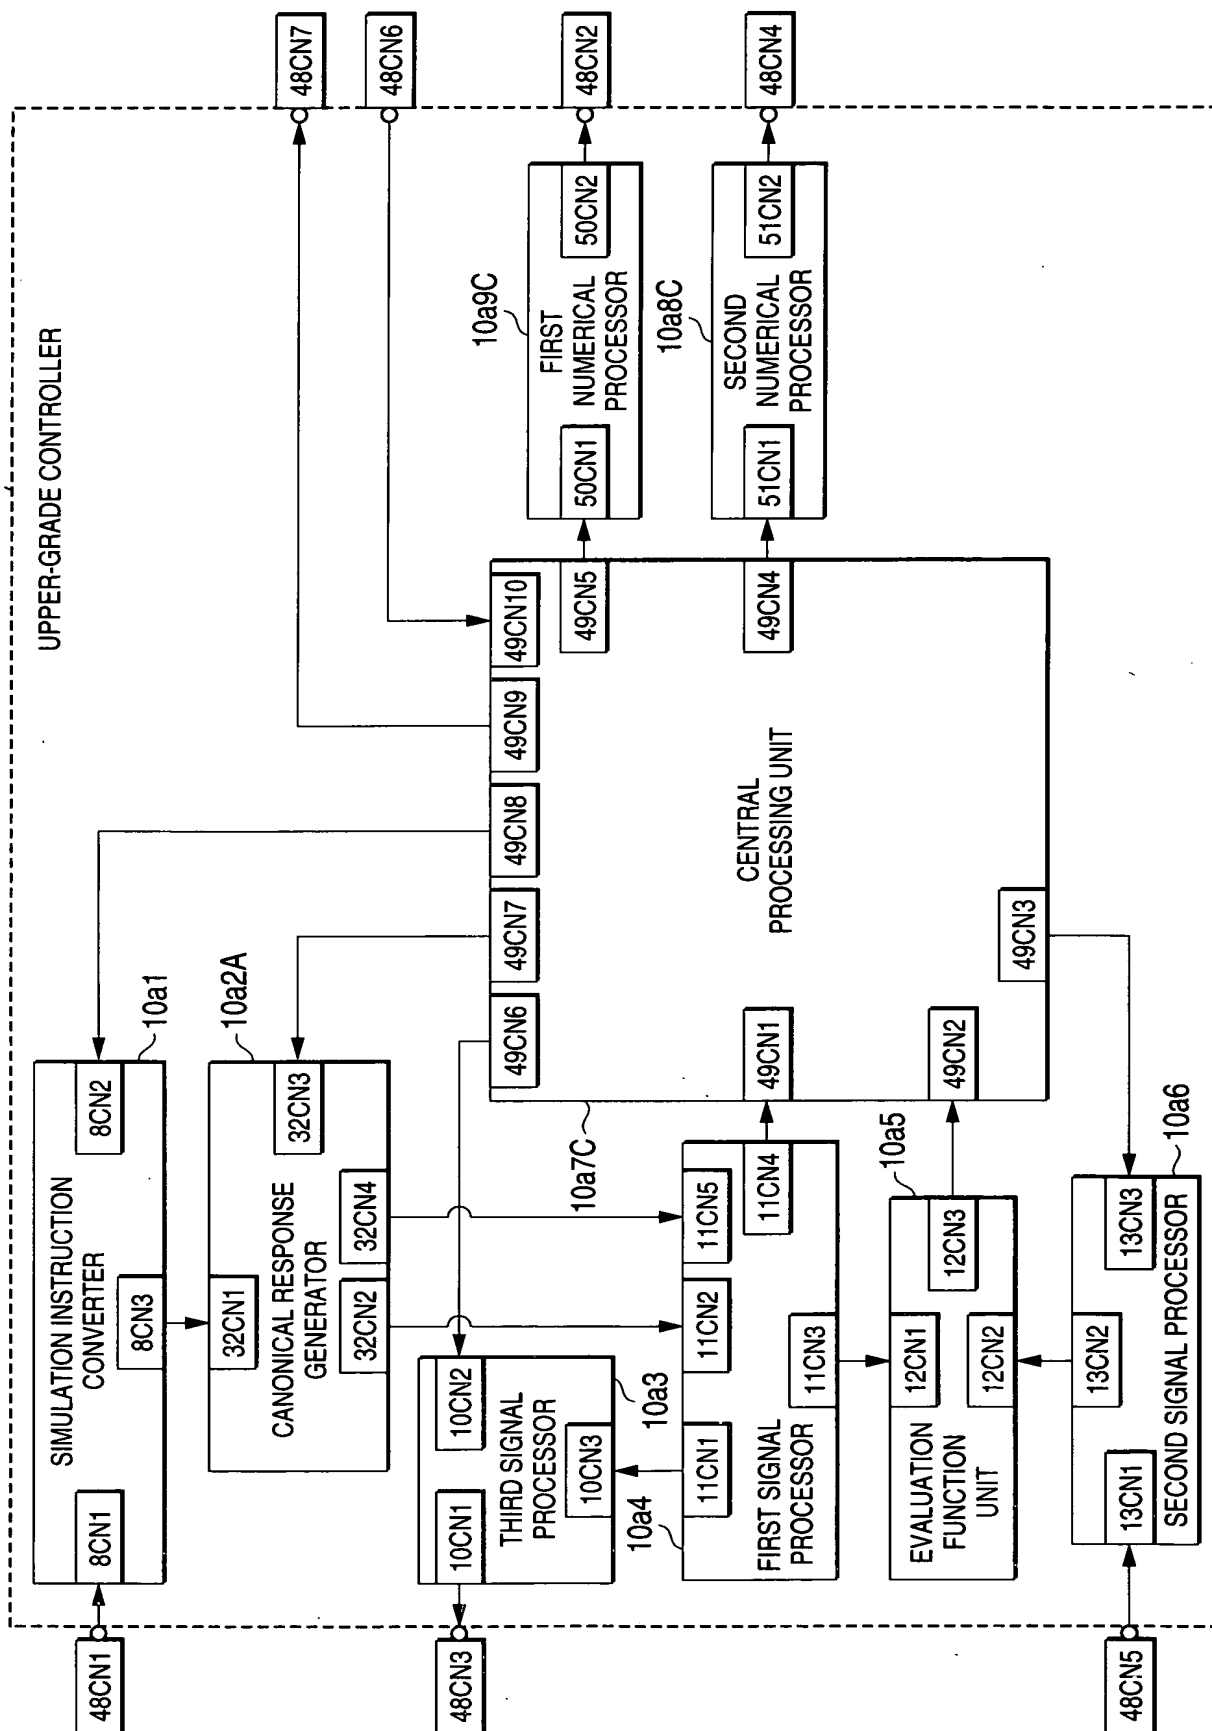 UPPER-GRADE CONTROLLER
48CN1
8CN1
SIMULATION INSTRUCTION
CONVERTER
8CN3
8CN2
10a1
32CN1
CANONICAL RESPONSE
GENERATOR
32CN2
32CN4
32CN3
10a2A
48CN3
10CN1
THIRD SIGNAL
PROCESSOR
10CN3
10CN2
10a3
10a4
FIRST SIGNAL
PROCESSOR
11CN1
11CN2
11CN5
11CN3
11CN4
EVALUATION
FUNCTION
UNIT
12CN1
12CN2
12CN3
10a5
48CN5
13CN1
13CN2
13CN3
SECOND SIGNAL PROCESSOR
10a6
10a7C
49CN6
49CN7
49CN8
49CN9
49CN10
49CN1
49CN2
49CN3
CENTRAL
PROCESSING UNIT
49CN5
49CN4
50CN1
FIRST
NUMERICAL
PROCESSOR
50CN2
10a9C
51CN1
SECOND
NUMERICAL
PROCESSOR
51CN2
10a8C
48CN7
48CN6
48CN2
48CN4